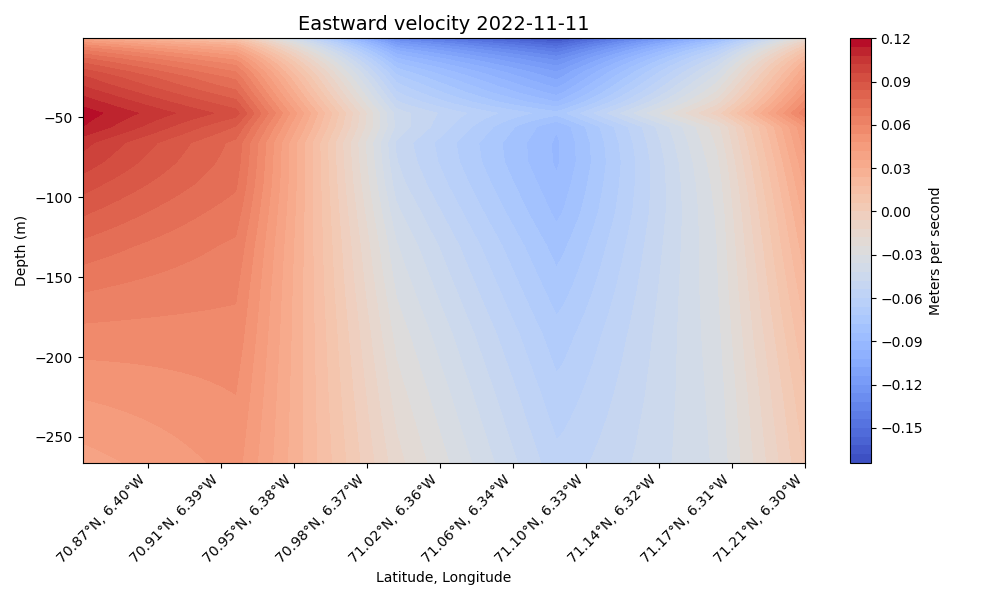 Eastward velocity 2022-11-11
Depth (m)
−50
−100
−150
−200
−250
70.87°N, 6.40°W
70.91°N, 6.39°W
70.95°N, 6.38°W
70.98°N, 6.37°W
71.02°N, 6.36°W
71.06°N, 6.34°W
71.10°N, 6.33°W
71.14°N, 6.32°W
71.17°N, 6.31°W
71.21°N, 6.30°W
Latitude, Longitude
0.12
0.09
0.06
0.03
0.00
−0.03
−0.06
−0.09
−0.12
−0.15
Meters per second